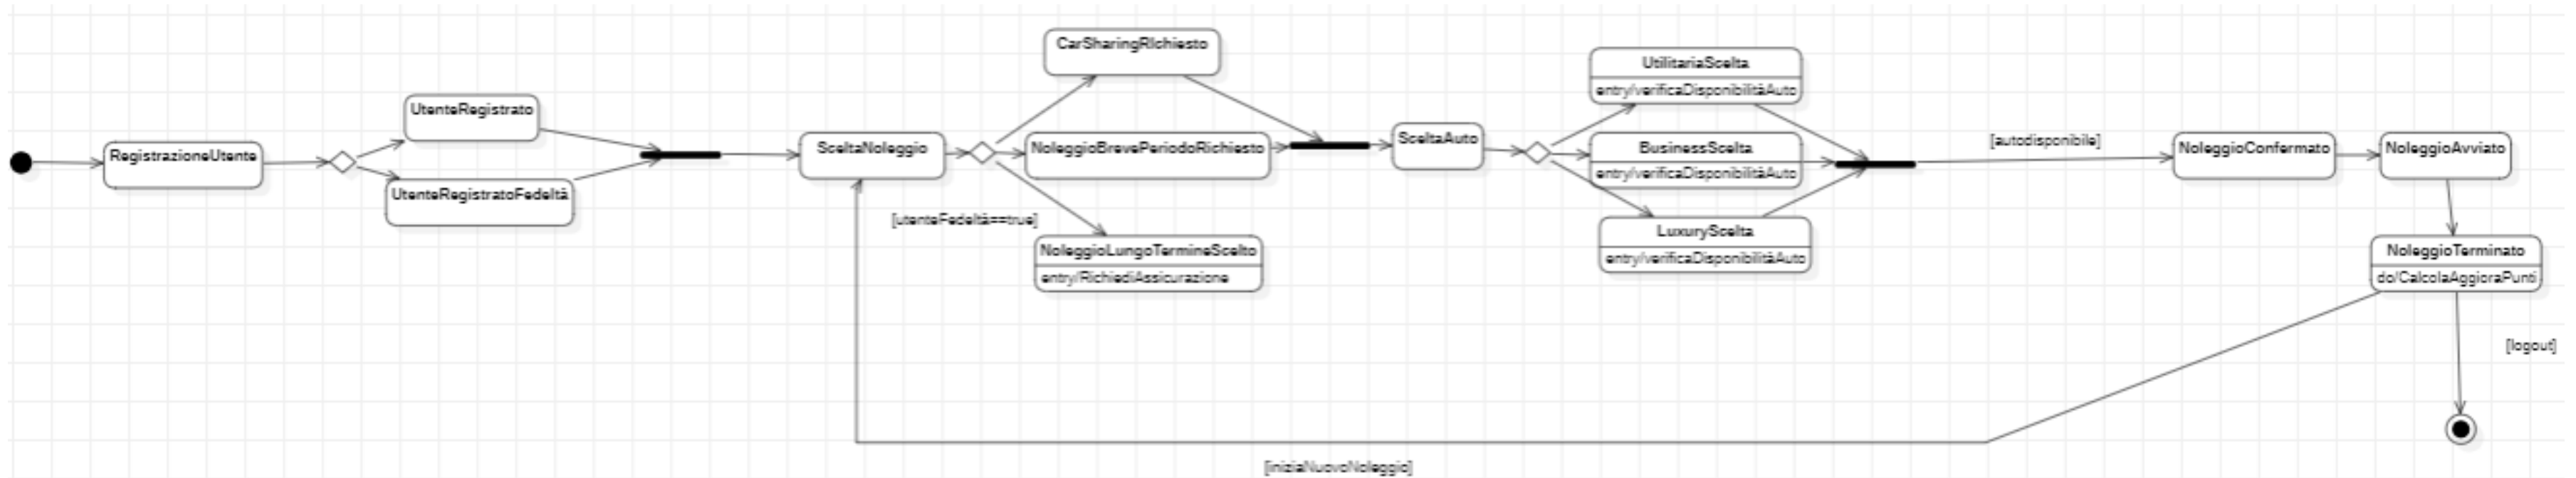 RegistrazioneUtente
UtenteRegistrato
UtenteRegistratoFedeltà
SceltaNoleggio
[utenteFedeltà==true]
CarSharingRIchiesto
NoleggioBrevePeriodoRichiesto
NoleggioLungoTermineScelto
entry/RichiediAssicurazione
SceltaAuto
UtilitariaScelta
entry/verificaDisponibilitàAuto
BusinessScelta
entry/verificaDisponibilitàAuto
LuxuryScelta
entry/verificaDisponibilitàAuto
[autodisponibile]
NoleggioConfermato
NoleggioAvviato
NoleggioTerminato
do/CalcolaAggioraPunti
[logout]
[iniziaNuovoNoleggio]